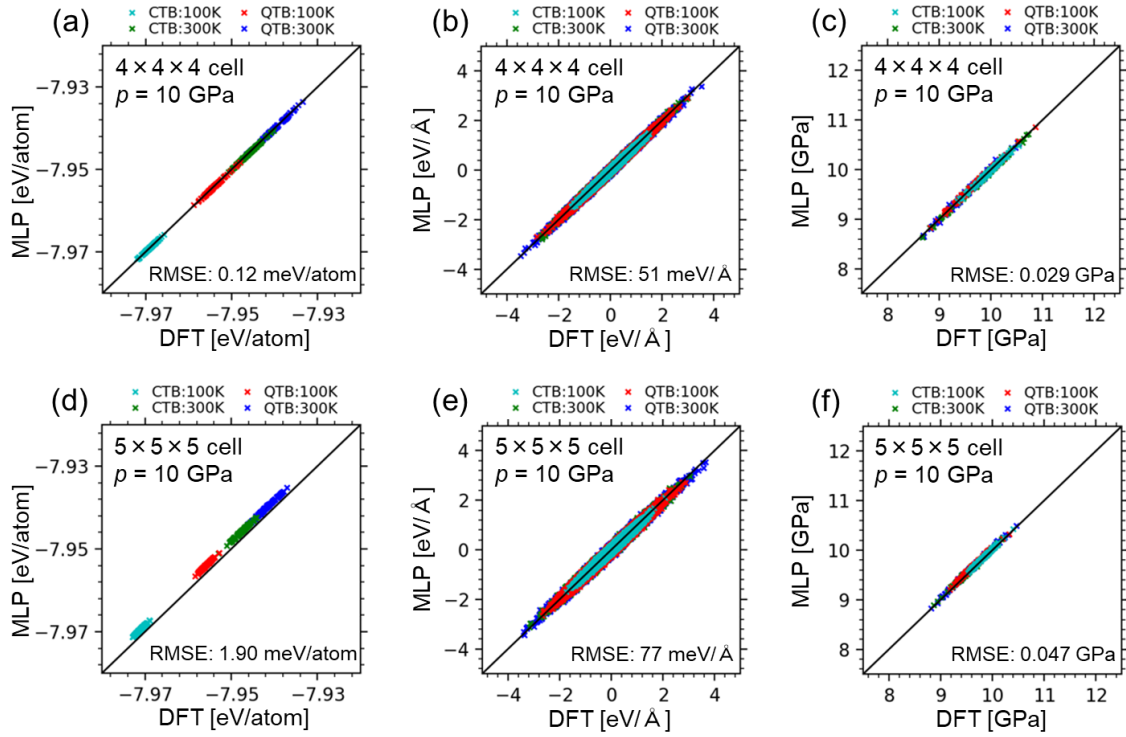 (a)
× CTB:100K × QTB:100K
× CTB:300K × QTB:300K
4×4×4 cell
p = 10 GPa
MLP [eV/atom]
−7.93
−7.95
−7.97
RMSE: 0.12 meV/atom
−7.97 −7.95 −7.93
DFT [eV/atom]
(b)
× CTB:100K × QTB:100K
× CTB:300K × QTB:300K
4×4×4 cell
p = 10 GPa
MLP [eV/Å]
4
2
0
−2
−4
RMSE: 51 meV/Å
−4 −2 0 2 4
DFT [eV/Å]
(c)
× CTB:100K × QTB:100K
× CTB:300K × QTB:300K
4×4×4 cell
p = 10 GPa
MLP [GPa]
12
11
10
9
8
RMSE: 0.029 GPa
8 9 10 11 12
DFT [GPa]
(d)
× CTB:100K × QTB:100K
× CTB:300K × QTB:300K
5×5×5 cell
p = 10 GPa
MLP [eV/atom]
−7.93
−7.95
−7.97
RMSE: 1.90 meV/atom
−7.97 −7.95 −7.93
DFT [eV/atom]
(e)
× CTB:100K × QTB:100K
× CTB:300K × QTB:300K
5×5×5 cell
p = 10 GPa
MLP [eV/Å]
4
2
0
−2
−4
RMSE: 77 meV/Å
−4 −2 0 2 4
DFT [eV/Å]
(f)
× CTB:100K × QTB:100K
× CTB:300K × QTB:300K
5×5×5 cell
p = 10 GPa
MLP [GPa]
12
11
10
9
8
RMSE: 0.047 GPa
8 9 10 11 12
DFT [GPa]